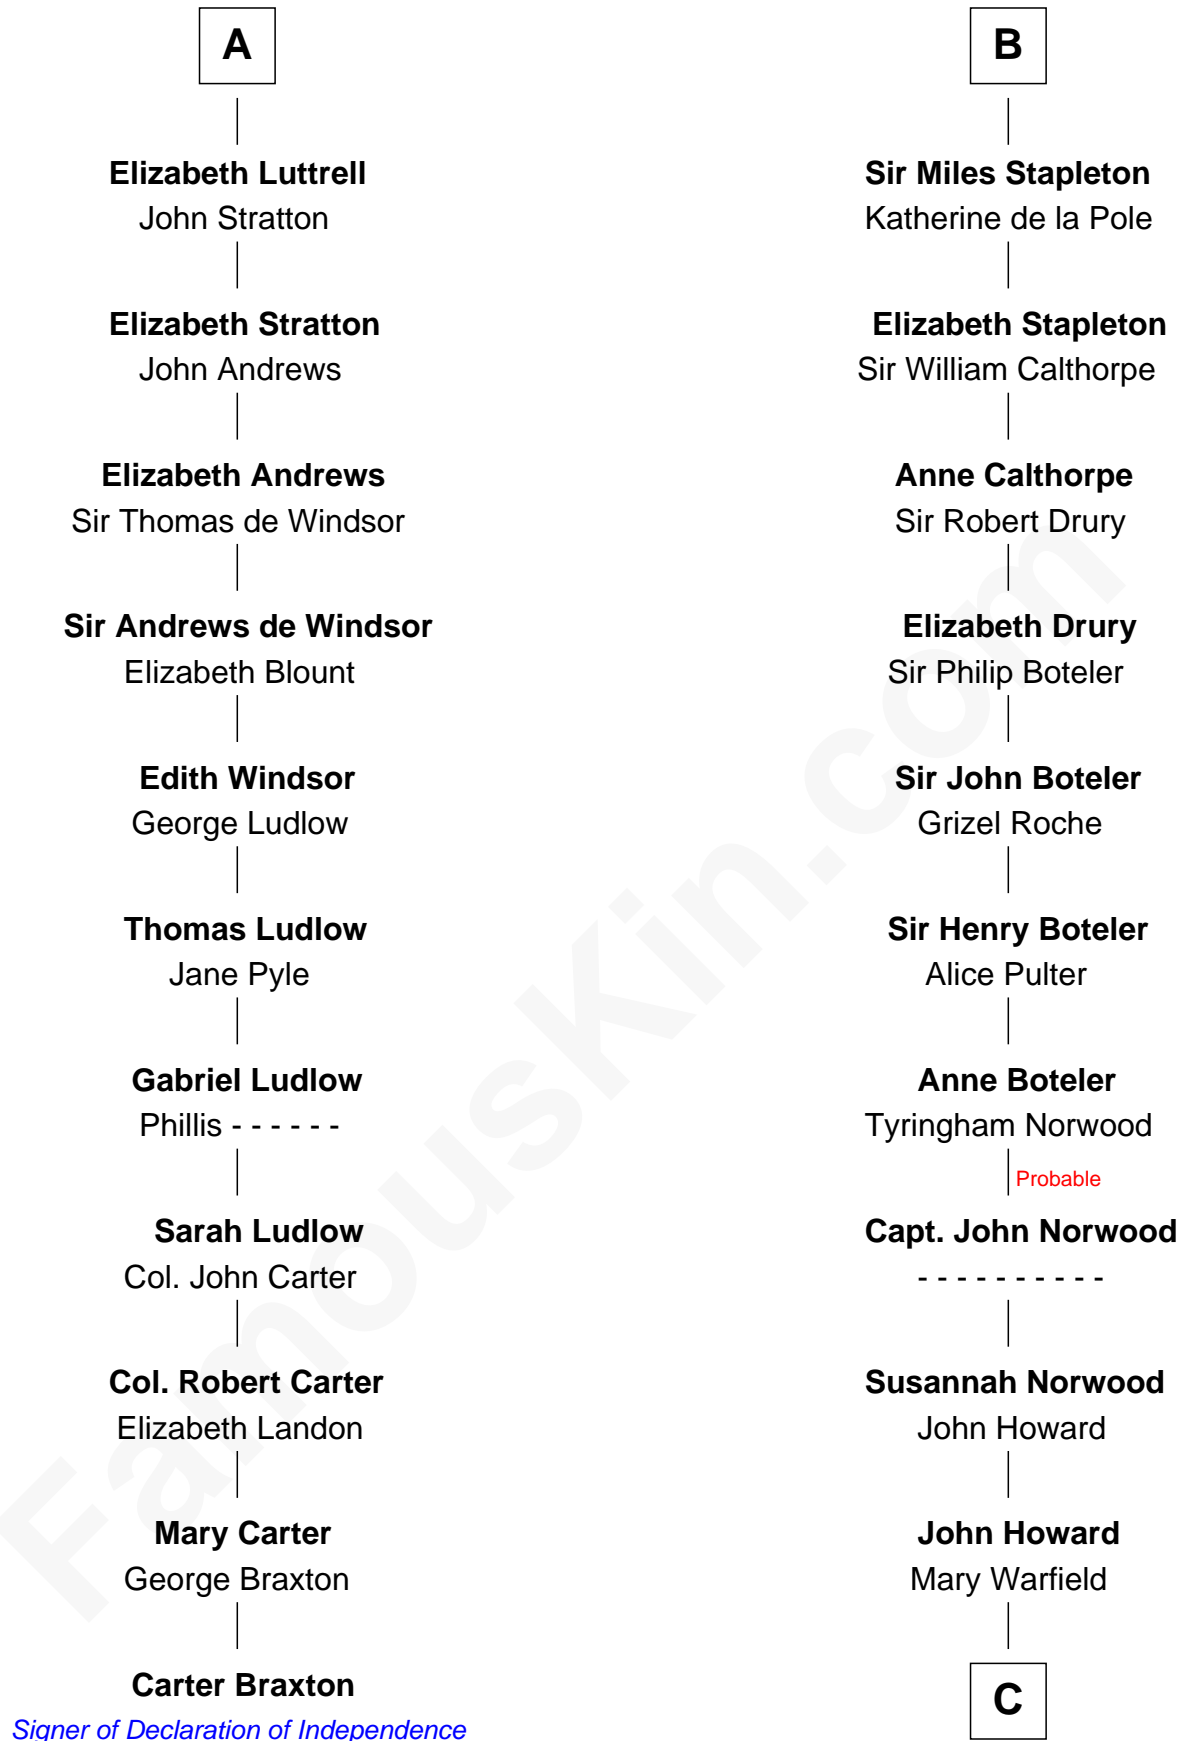 A
Elizabeth Luttrell
John Stratton
Elizabeth Stratton
John Andrews
Elizabeth Andrews
Sir Thomas de Windsor
Sir Andrews de Windsor
Elizabeth Blount
Edith Windsor
George Ludlow
Thomas Ludlow
Jane Pyle
Gabriel Ludlow
Phillis - - - - - -
Sarah Ludlow
Col. John Carter
Col. Robert Carter
Elizabeth Landon
Mary Carter
George Braxton
Carter Braxton
Signer of Declaration of Independence
B
Sir Miles Stapleton
Katherine de la Pole
Elizabeth Stapleton
Sir William Calthorpe
Anne Calthorpe
Sir Robert Drury
Elizabeth Drury
Sir Philip Boteler
Sir John Boteler
Grizel Roche
Sir Henry Boteler
Alice Pulter
Anne Boteler
Tyringham Norwood
Probable
Capt. John Norwood
- - - - - - - - - -
Susannah Norwood
John Howard
John Howard
Mary Warfield
C
FamousKin.com